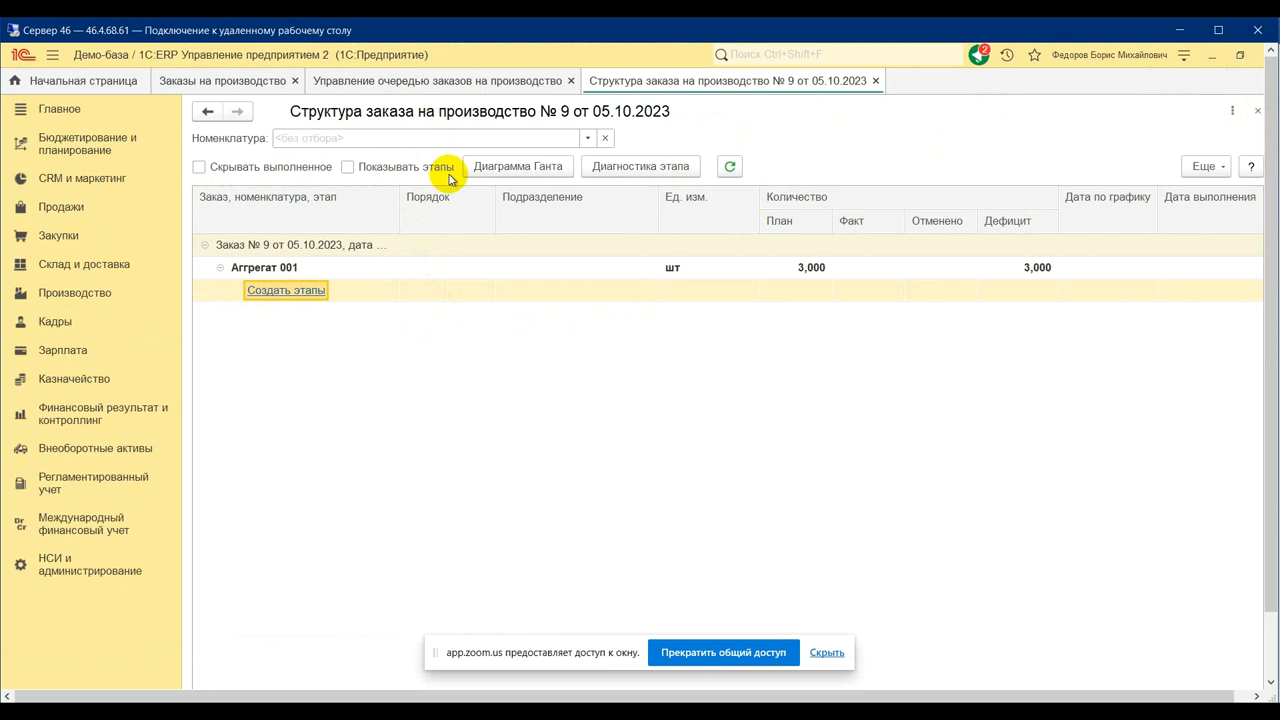 Сервер 46 — 46.4.68.61 — Подключение к удаленному рабочему столу
Демо-база / 1С:ERP Управление предприятием 2 (1С:Предприятие)
Поиск Ctrl+Shift+F
2
Федоров Борис Михайлович
Начальная страница
Заказы на производство
Управление очередью заказов на производство
Структура заказа на производство № 9 от 05.10.2023
Главное
Бюджетирование и
планирование
CRM и маркетинг
Продажи
Закупки
Склад и доставка
Производство
Кадры
Зарплата
Казначейство
Финансовый результат и
контроллинг
Внеоборотные активы
Регламентированный
учет
Международный
финансовый учет
НСИ и
администрирование
Структура заказа на производство № 9 от 05.10.2023
Номенклатура: <без отбора>
Скрывать выполненное Показывать этапы Диаграмма Ганта Диагностика этапа Еще ?
Заказ, номенклатура, этап Порядок Подразделение Ед. изм. Количество Дата по графику Дата выполнения
План Факт Отменено Дефицит
Заказ № 9 от 05.10.2023, дата ...
Аггрегат 001 шт 3,000 3,000
Создать этапы
app.zoom.us предоставляет доступ к окну. Прекратить общий доступ Скрыть